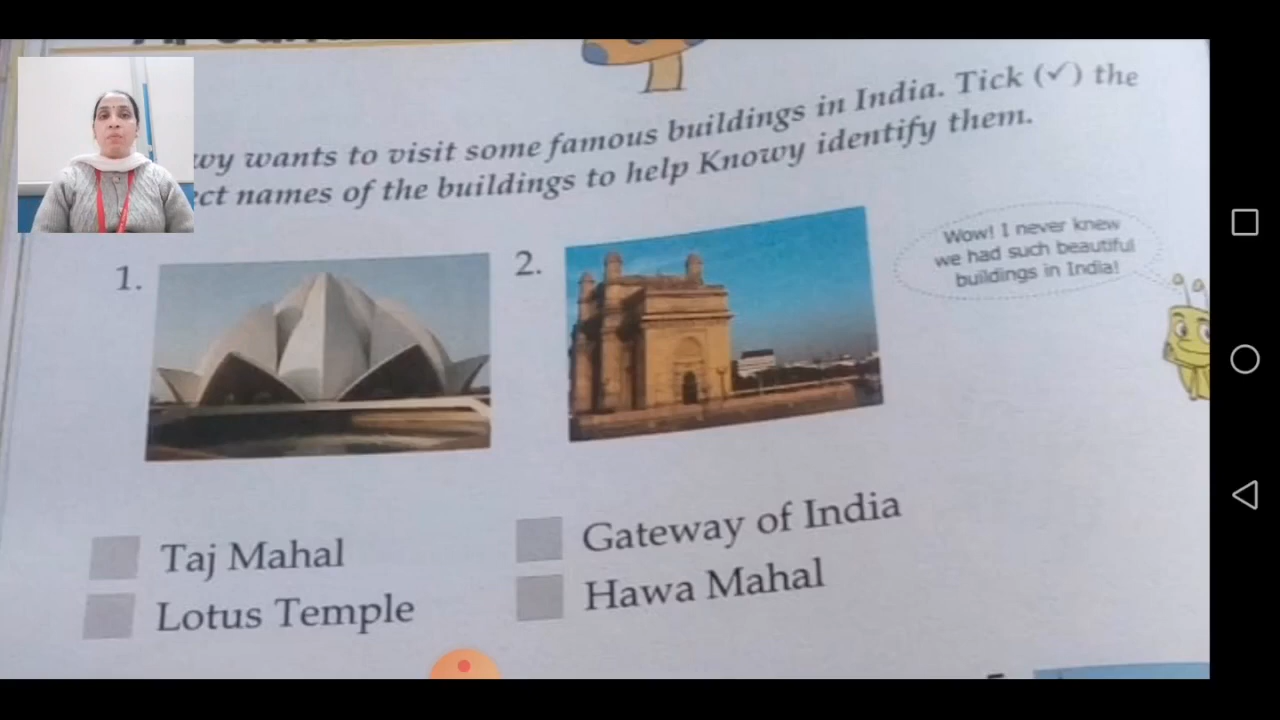 wy wants to visit some famous buildings in India. Tick (✓) the
ct names of the buildings to help Knowy identify them.
1.
2.
Wow! I never knew
we had such beautiful
buildings in India!
Taj Mahal
Lotus Temple
Gateway of India
Hawa Mahal